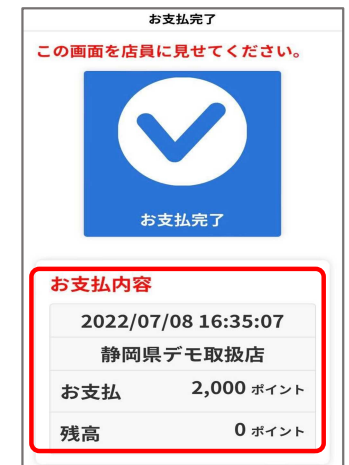 お支払完了
この画面を店員に見せてください。
お支払完了
お支払内容
2022/07/08 16:35:07
静岡県デモ取扱店
お支払 2,000 ポイント
残高 0 ポイント